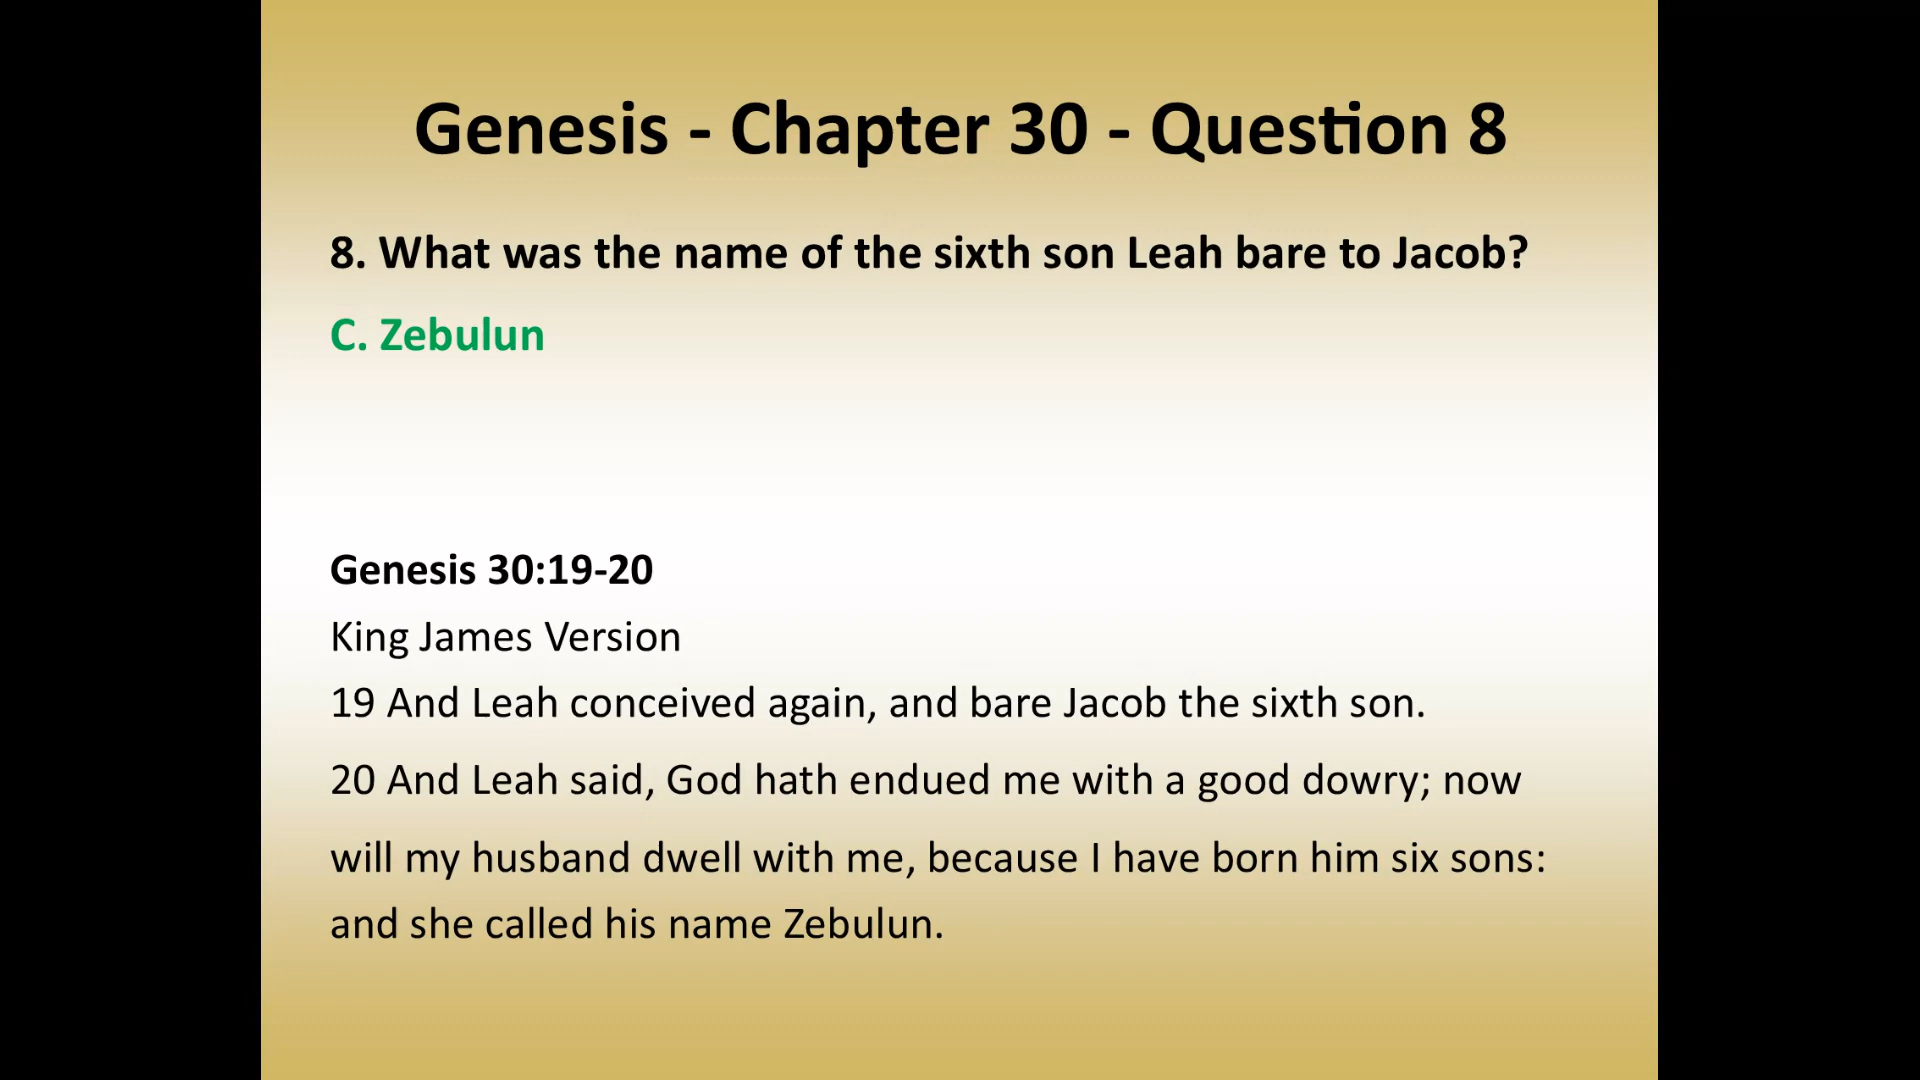 Genesis - Chapter 30 - Question 8
8. What was the name of the sixth son Leah bare to Jacob?
C. Zebulun
Genesis 30:19-20
King James Version
19 And Leah conceived again, and bare Jacob the sixth son.
20 And Leah said, God hath endued me with a good dowry; now
will my husband dwell with me, because I have born him six sons:
and she called his name Zebulun.